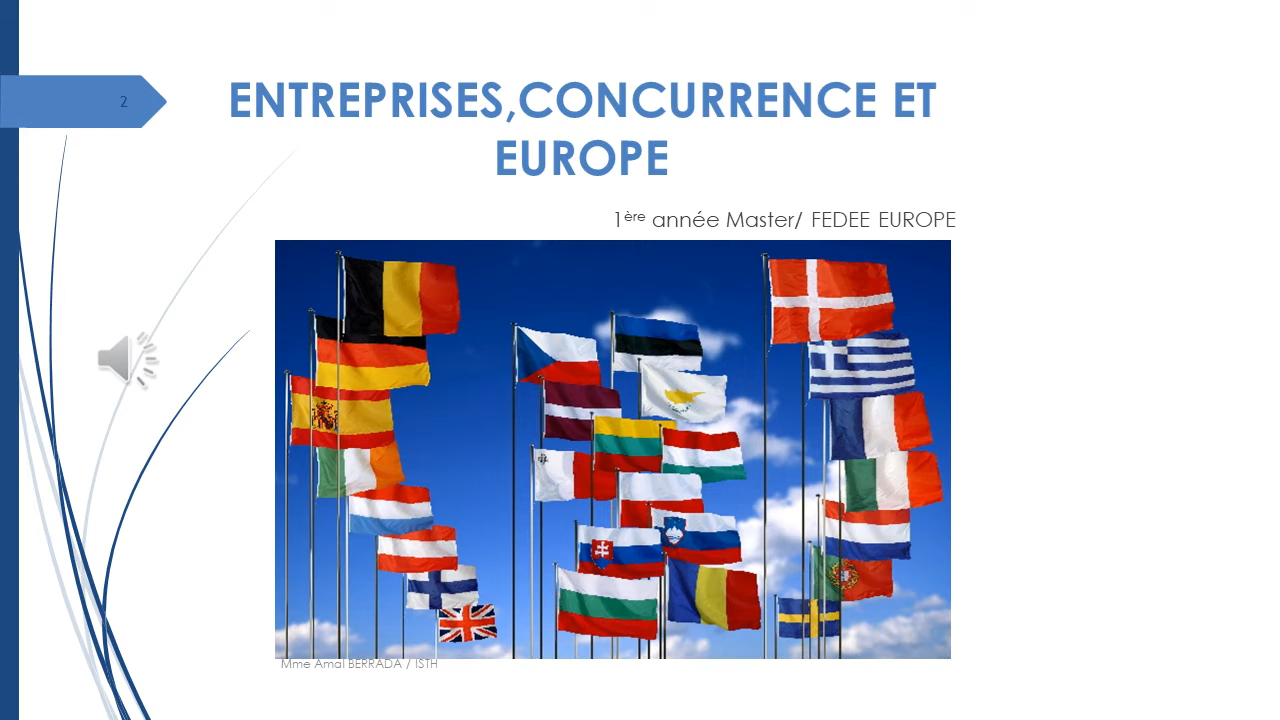 2
ENTREPRISES,CONCURRENCE ET
EUROPE
1ère année Master/ FEDEE EUROPE
Mme Amal BERRADA / ISTH